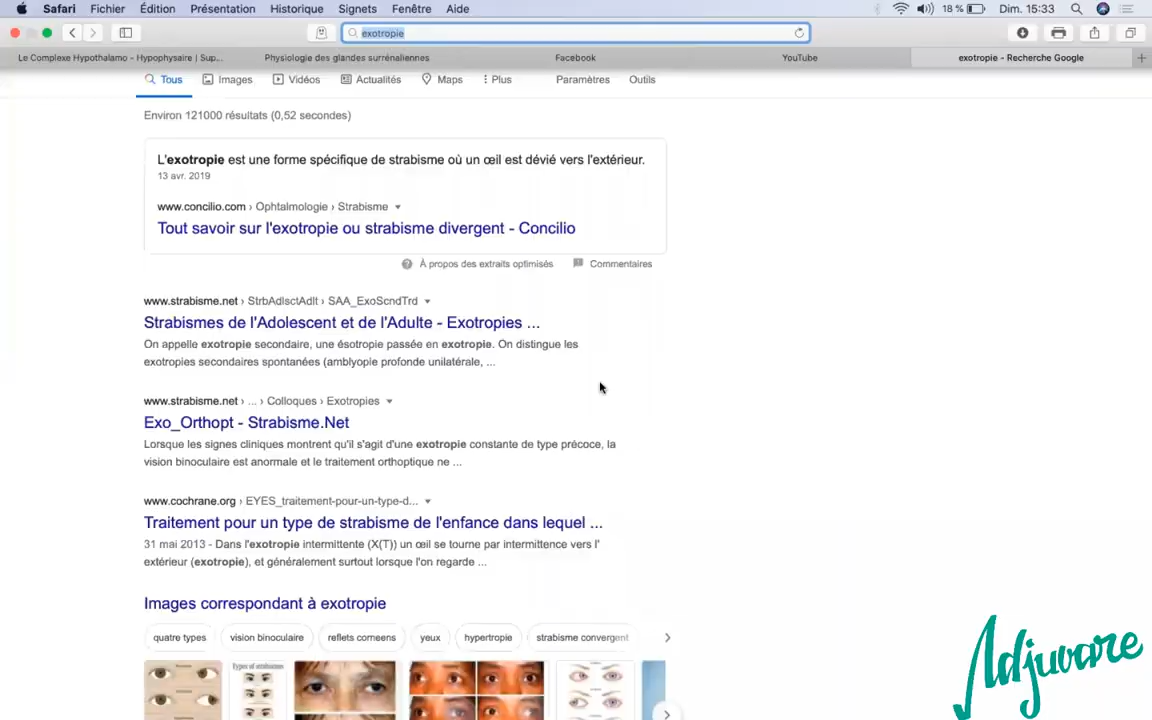 Safari Fichier Édition Présentation Historique Signets Fenêtre Aide 18 % Dim. 15:33
exotropie
Le Complexe Hypothalamo - Hypophysaire | Sup... Physiologie des glandes surrénaliennes Facebook YouTube exotropie - Recherche Google
Tous Images Vidéos Actualités Maps Plus Paramètres Outils
Environ 121000 résultats (0,52 secondes)
L'exotropie est une forme spécifique de strabisme où un œil est dévié vers l'extérieur.
13 avr. 2019
www.concilio.com › Ophtalmologie › Strabisme
Tout savoir sur l'exotropie ou strabisme divergent - Concilio
À propos des extraits optimisés Commentaires
www.strabisme.net › StrbAdlsctAdlt › SAA_ExoScndTrd
Strabismes de l'Adolescent et de l'Adulte - Exotropies ...
On appelle exotropie secondaire, une ésotropie passée en exotropie. On distingue les
exotropies secondaires spontanées (amblyopie profonde unilatérale, ...
www.strabisme.net › ... › Colloques › Exotropies
Exo_Orthopt - Strabisme.Net
Lorsque les signes cliniques montrent qu'il s'agit d'une exotropie constante de type précoce, la
vision binoculaire est anormale et le traitement orthoptique ne ...
www.cochrane.org › EYES_traitement-pour-un-type-d...
Traitement pour un type de strabisme de l'enfance dans lequel ...
31 mai 2013 - Dans l'exotropie intermittente (X(T)) un œil se tourne par intermittence vers l'
extérieur (exotropie), et généralement surtout lorsque l'on regarde ...
Images correspondant à exotropie
quatre types vision binoculaire reflets corneens yeux hypertropie strabisme convergent
Types of strabismus
Adjuware